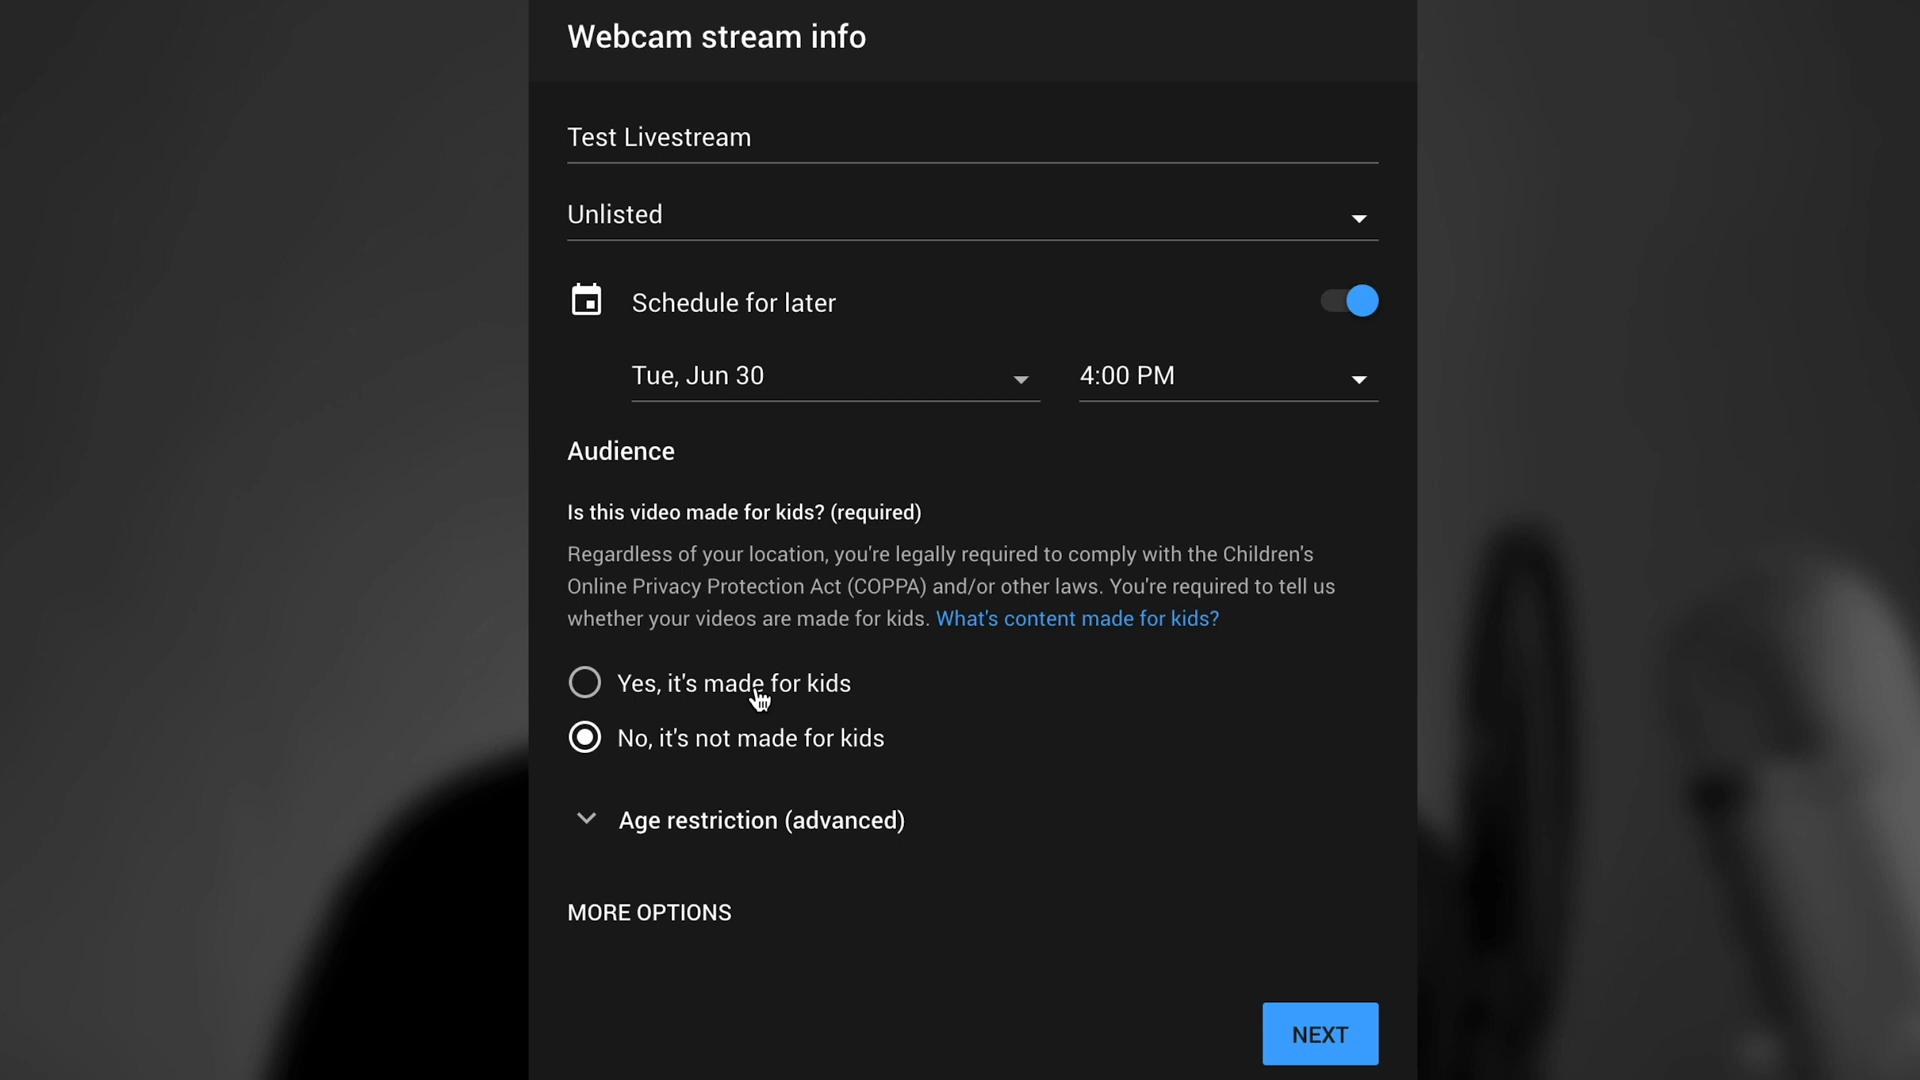 Webcam stream info
Test Livestream
Unlisted
Schedule for later
Tue, Jun 30
4:00 PM
Audience
Is this video made for kids? (required)
Regardless of your location, you're legally required to comply with the Children's
Online Privacy Protection Act (COPPA) and/or other laws. You're required to tell us
whether your videos are made for kids. What's content made for kids?
Yes, it's made for kids
No, it's not made for kids
Age restriction (advanced)
MORE OPTIONS
NEXT